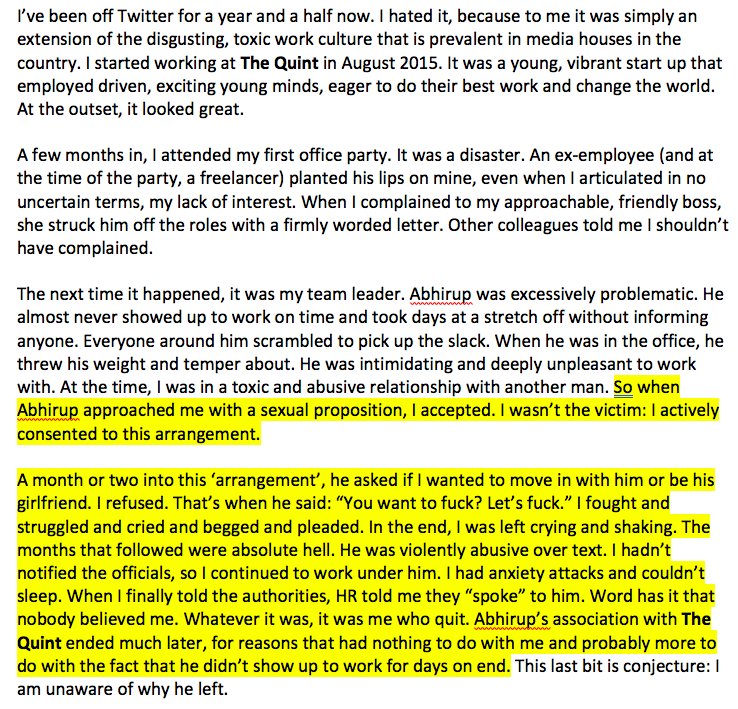 I've been off Twitter for a year and a half now. I hated it, because to me it was simply an
extension of the disgusting, toxic work culture that is prevalent in media houses in the
country. I started working at The Quint in August 2015. It was a young, vibrant start up that
employed driven, exciting young minds, eager to do their best work and change the world.
At the outset, it looked great.
A few months in, I attended my first office party. It was a disaster. An ex-employee (and at
the time of the party, a freelancer) planted his lips on mine, even when I articulated in no
uncertain terms, my lack of interest. When I complained to my approachable, friendly boss,
she struck him off the roles with a firmly worded letter. Other colleagues told me I shouldn't
have complained.
The next time it happened, it was my team leader. Abhirup was excessively problematic. He
almost never showed up to work on time and took days at a stretch off without informing
anyone. Everyone around him scrambled to pick up the slack. When he was in the office, he
threw his weight and temper about. He was intimidating and deeply unpleasant to work
with. At the time, I was in a toxic and abusive relationship with another man. So when
Abhirup approached me with a sexual proposition, I accepted. I wasn't the victim: I actively
consented to this arrangement.
A month or two into this 'arrangement', he asked if I wanted to move in with him or be his
girlfriend. I refused. That's when he said: "You want to fuck? Let's fuck." I fought and
struggled and cried and begged and pleaded. In the end, I was left crying and shaking. The
months that followed were absolute hell. He was violently abusive over text. I hadn't
notified the officials, so I continued to work under him. I had anxiety attacks and couldn't
sleep. When I finally told the authorities, HR told me they "spoke" to him. Word has it that
nobody believed me. Whatever it was, it was me who quit. Abhirup's association with The
Quint ended much later, for reasons that had nothing to do with me and probably more to
do with the fact that he didn't show up to work for days on end. This last bit is conjecture: I
am unaware of why he left.